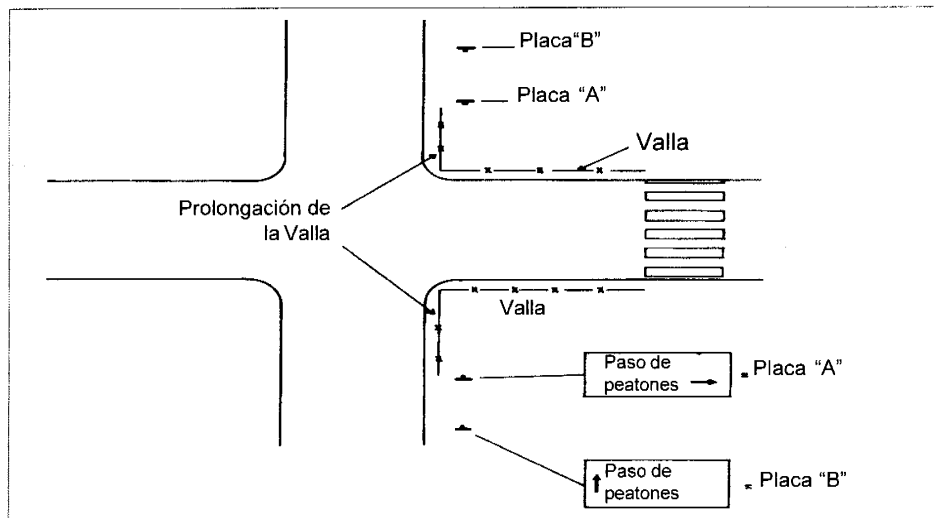 Placa“B”
Placa “A”
Valla
Prolongación de
la Valla
Valla
Paso de
peatones
Placa “A”
Paso de
peatones
Placa “B”